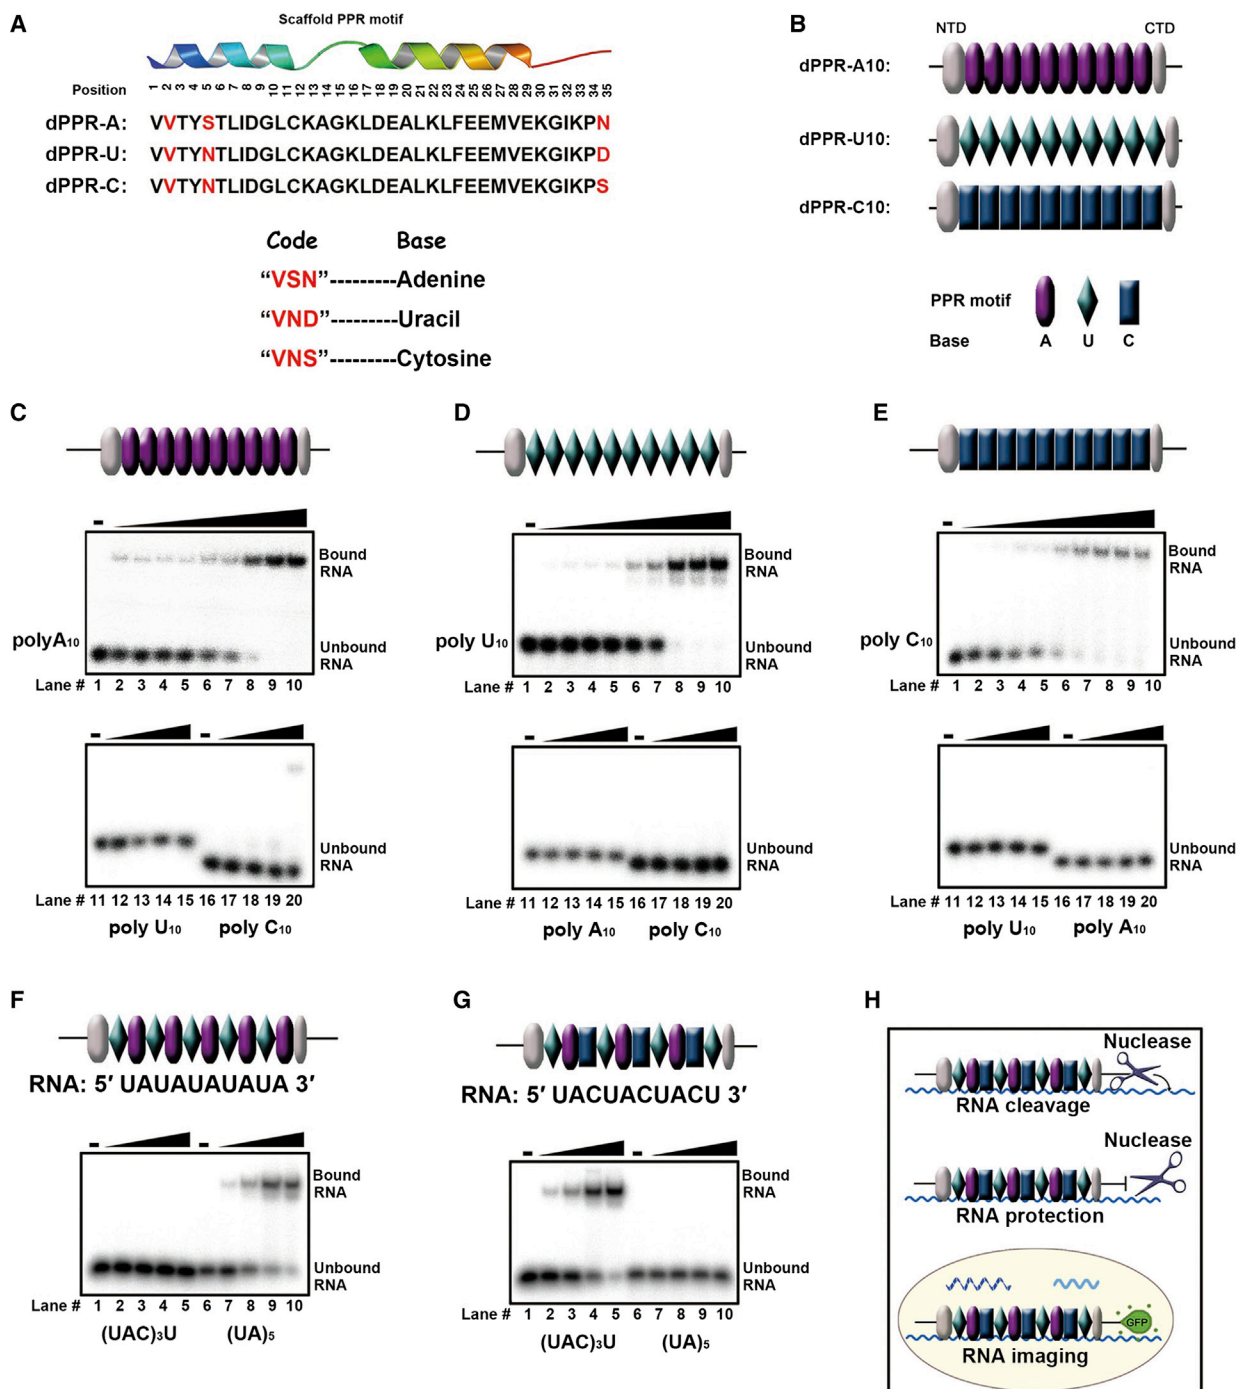 A
Scaffold PPR motif
Position 1 2 3 4 5 6 7 8 9 10 11 12 13 14 15 16 17 18 19 20 21 22 23 24 25 26 27 28 29 30 31 32 33 34 35
dPPR-A: VVTYSTLIDGLCKAGKLDEALKLFEEMVEKGIKPN
dPPR-U: VVTYNTLIDGLCKAGKLDEALKLFEEMVEKGIKPD
dPPR-C: VVTYNTLIDGLCKAGKLDEALKLFEEMVEKGIKPS
Code Base
“VSN”---------Adenine
“VND”---------Uracil
“VNS”---------Cytosine
B
NTD CTD
dPPR-A10:
dPPR-U10:
dPPR-C10:
PPR motif
Base A U C
C
-
Bound RNA
polyA10
Unbound RNA
Lane # 1 2 3 4 5 6 7 8 9 10
- -
Unbound RNA
Lane # 11 12 13 14 15 16 17 18 19 20
poly U10 poly C10
D
-
Bound RNA
poly U10
Unbound RNA
Lane # 1 2 3 4 5 6 7 8 9 10
- -
Unbound RNA
Lane # 11 12 13 14 15 16 17 18 19 20
poly A10 poly C10
E
-
Bound RNA
poly C10
Unbound RNA
Lane # 1 2 3 4 5 6 7 8 9 10
- -
Unbound RNA
Lane # 11 12 13 14 15 16 17 18 19 20
poly U10 poly A10
F
RNA: 5′ UAUAUAUAUA 3′
- -
Bound RNA
Unbound RNA
Lane # 1 2 3 4 5 6 7 8 9 10
(UAC)3U (UA)5
G
RNA: 5′ UACUACUACU 3′
- -
Bound RNA
Unbound RNA
Lane # 1 2 3 4 5 6 7 8 9 10
(UAC)3U (UA)5
H
Nuclease
RNA cleavage
Nuclease
RNA protection
GFP
RNA imaging